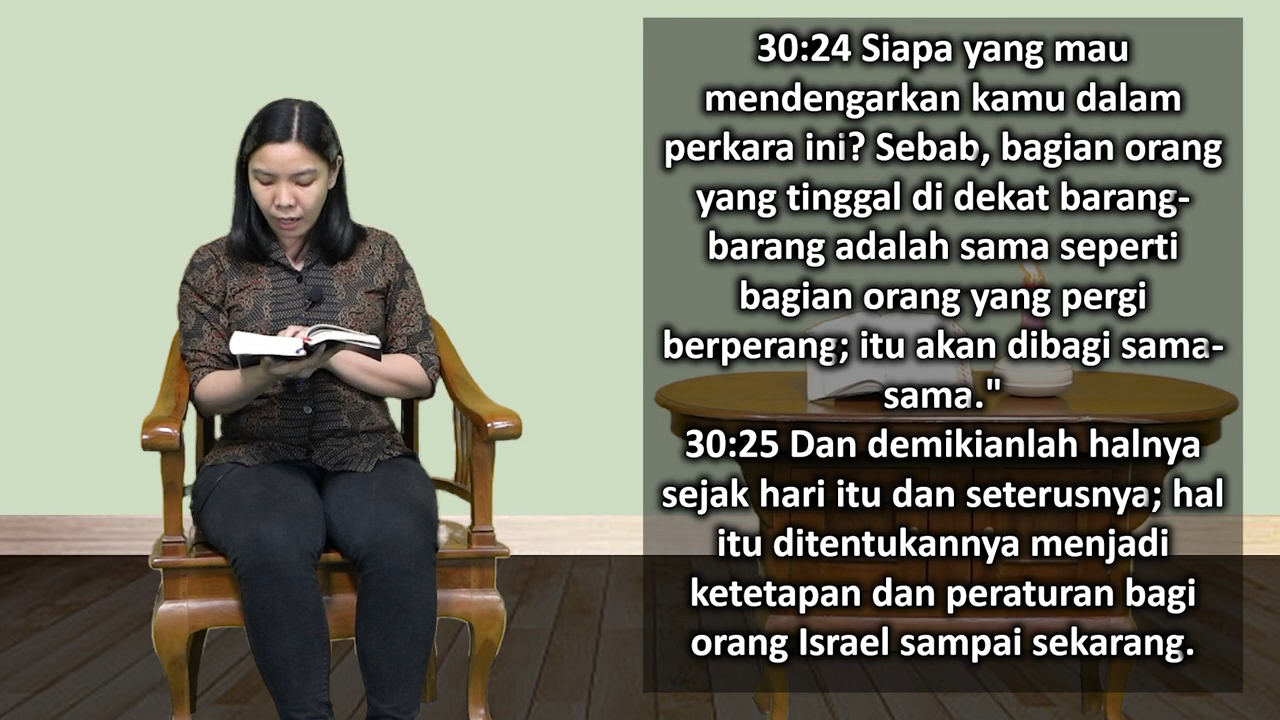 30:24 Siapa yang mau
mendengarkan kamu dalam
perkara ini? Sebab, bagian orang
yang tinggal di dekat barang-
barang adalah sama seperti
bagian orang yang pergi
berperang; itu akan dibagi sama-
sama."
30:25 Dan demikianlah halnya
sejak hari itu dan seterusnya; hal
itu ditentukannya menjadi
ketetapan dan peraturan bagi
orang Israel sampai sekarang.